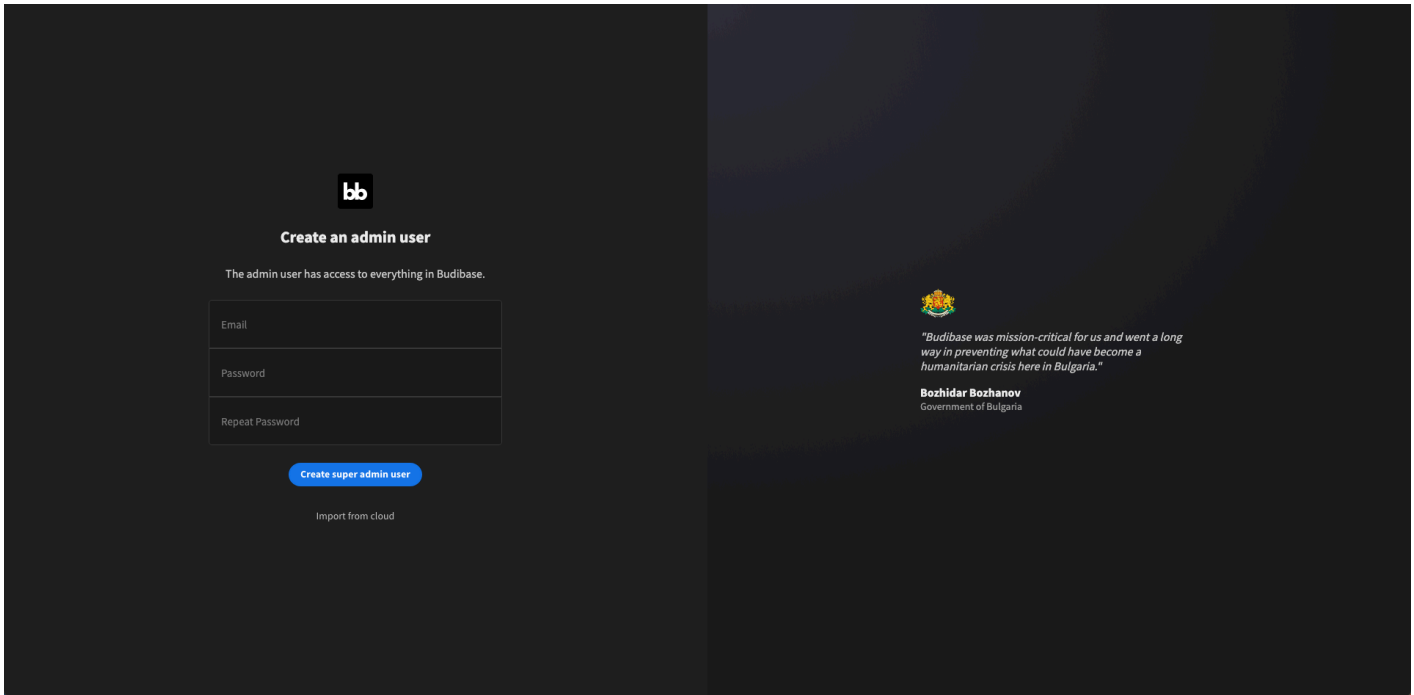 bb
Create an admin user
The admin user has access to everything in Budibase.
Email
Password
Repeat Password
Create super admin user
Import from cloud
"Budibase was mission-critical for us and went a long
way in preventing what could have become a
humanitarian crisis here in Bulgaria."
Bozhidar Bozhanov
Government of Bulgaria